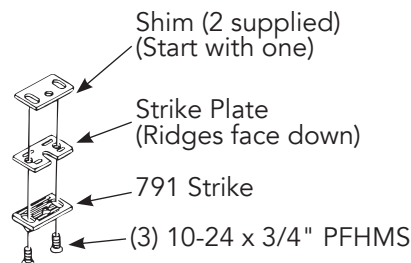 Shim (2 supplied)
(Start with one)
Strike Plate
(Ridges face down)
791 Strike
(3) 10-24 x 3/4" PFHMS